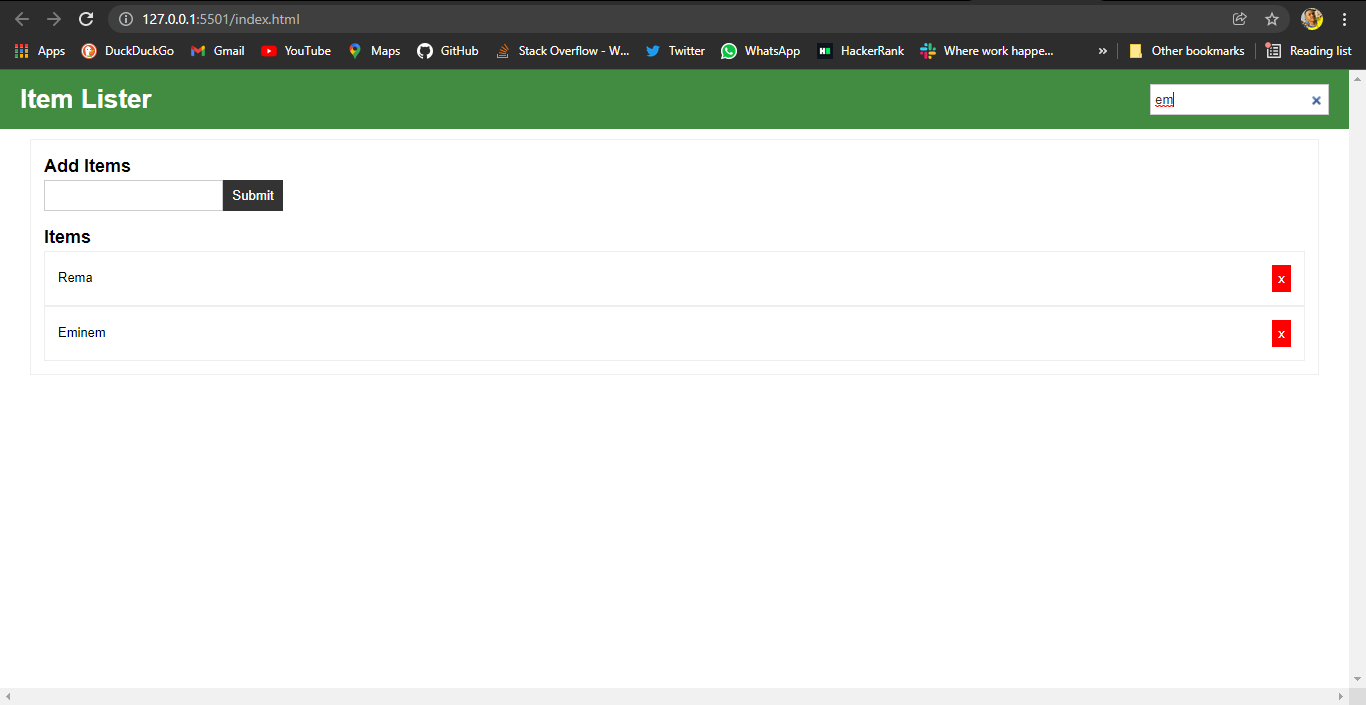 127.0.0.1:5501/index.html
Apps DuckDuckGo Gmail YouTube Maps GitHub Stack Overflow - W... Twitter WhatsApp HackerRank Where work happe... » Other bookmarks Reading list
Item Lister em ×
Add Items
Submit
Items
Rema x
Eminem x